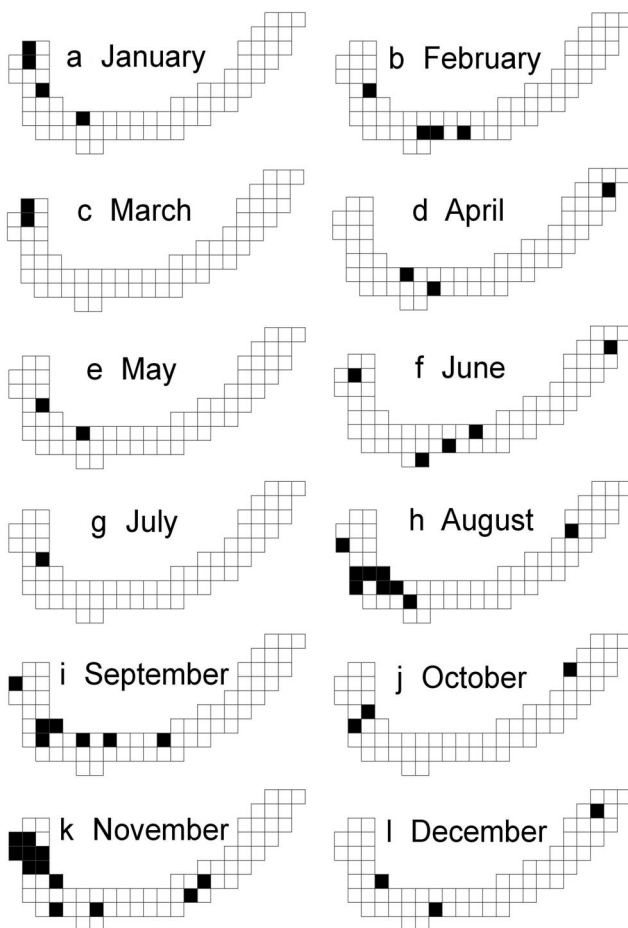 a January
b February
c March
d April
e May
f June
g July
h August
i September
j October
k November
l December